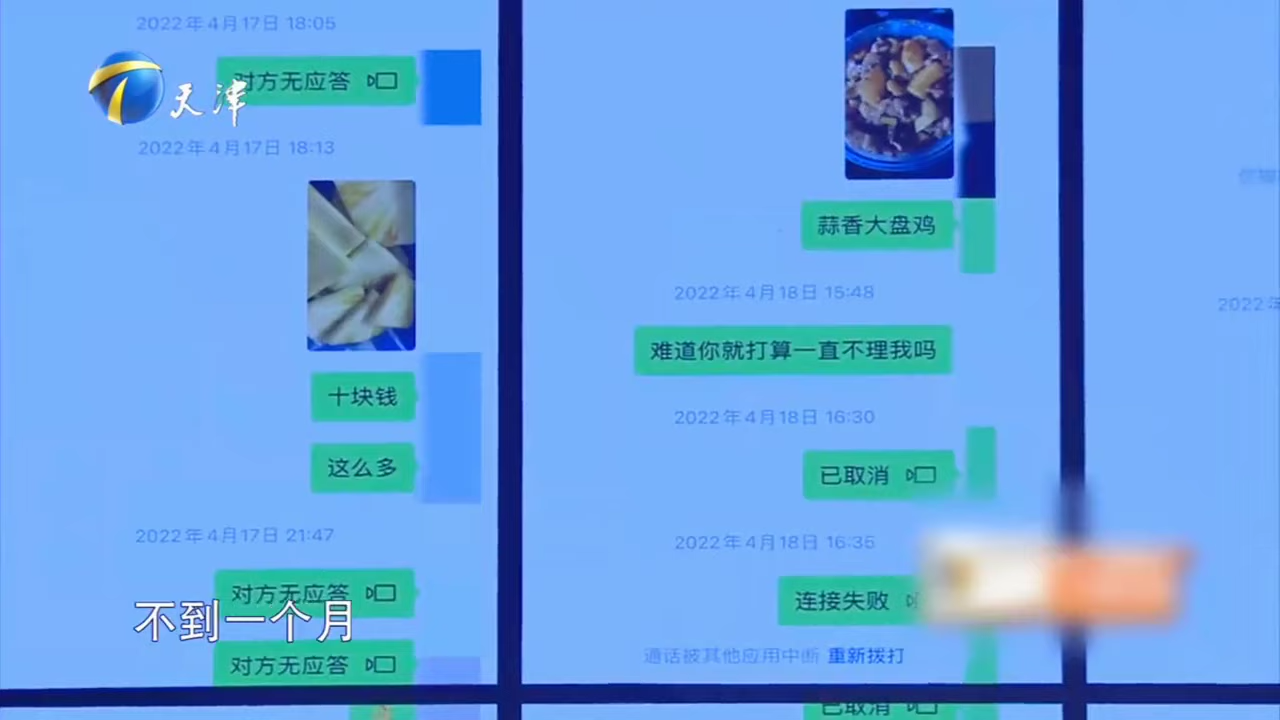 2022年4月17日 18:05
对方无应答
天津
2022年4月17日 18:13
十块钱
这么多
2022年4月17日 21:47
对方无应答
不到一个月
对方无应答
蒜香大盘鸡
2022年4月18日 15:48
难道你就打算一直不理我吗
2022年4月18日 16:30
已取消
2022年4月18日 16:35
连接失败
通话被其他应用中断 重新拨打
已取消
2022年